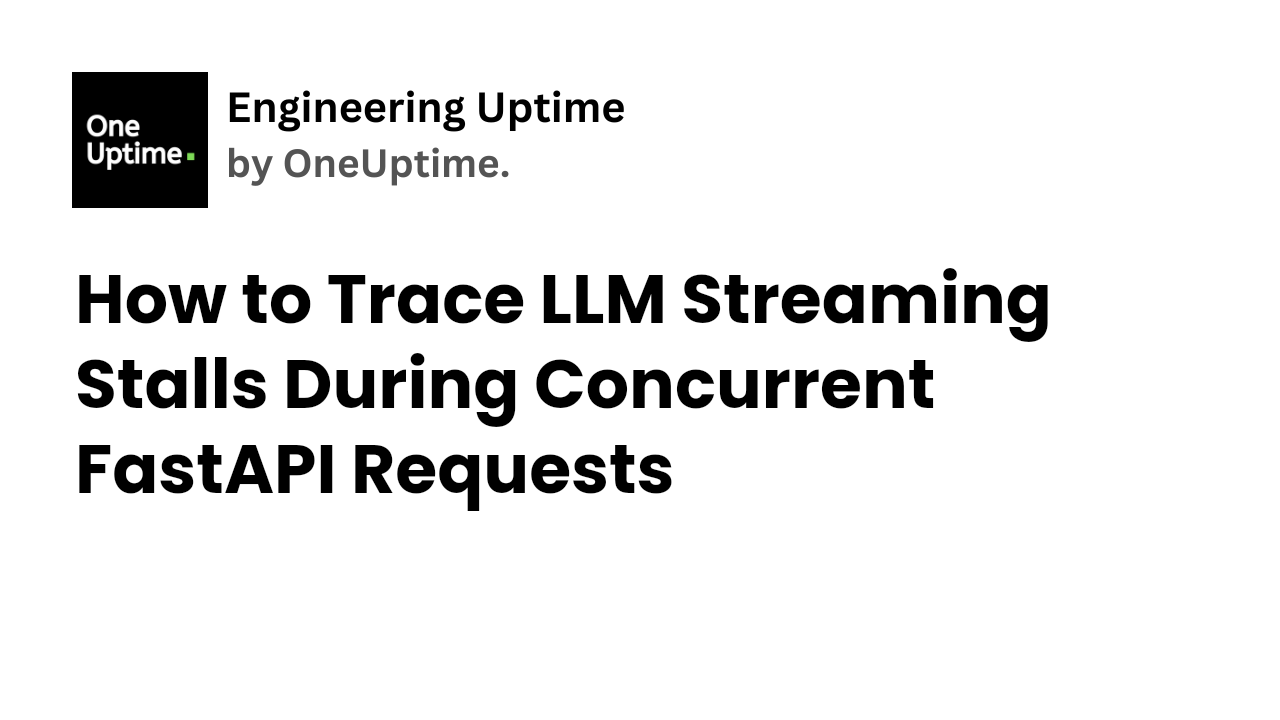 One
Uptime.
Engineering Uptime
by OneUptime.
How to Trace LLM Streaming
Stalls During Concurrent
FastAPI Requests